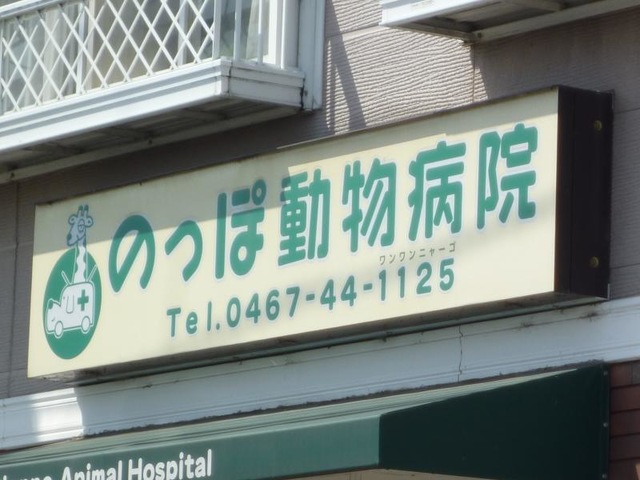 のっぽ動物病院
ワンワンニャーゴ
Tel.0467-44-1125
Animal Hospital